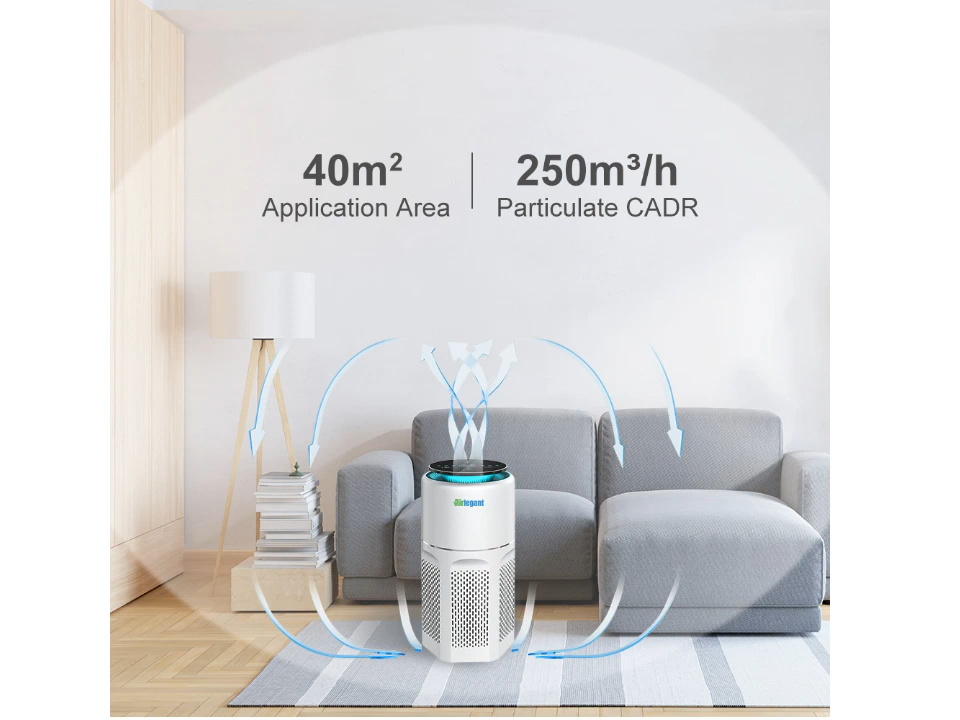 40m²
Application Area
250m³/h
Particulate CADR
Airlegant